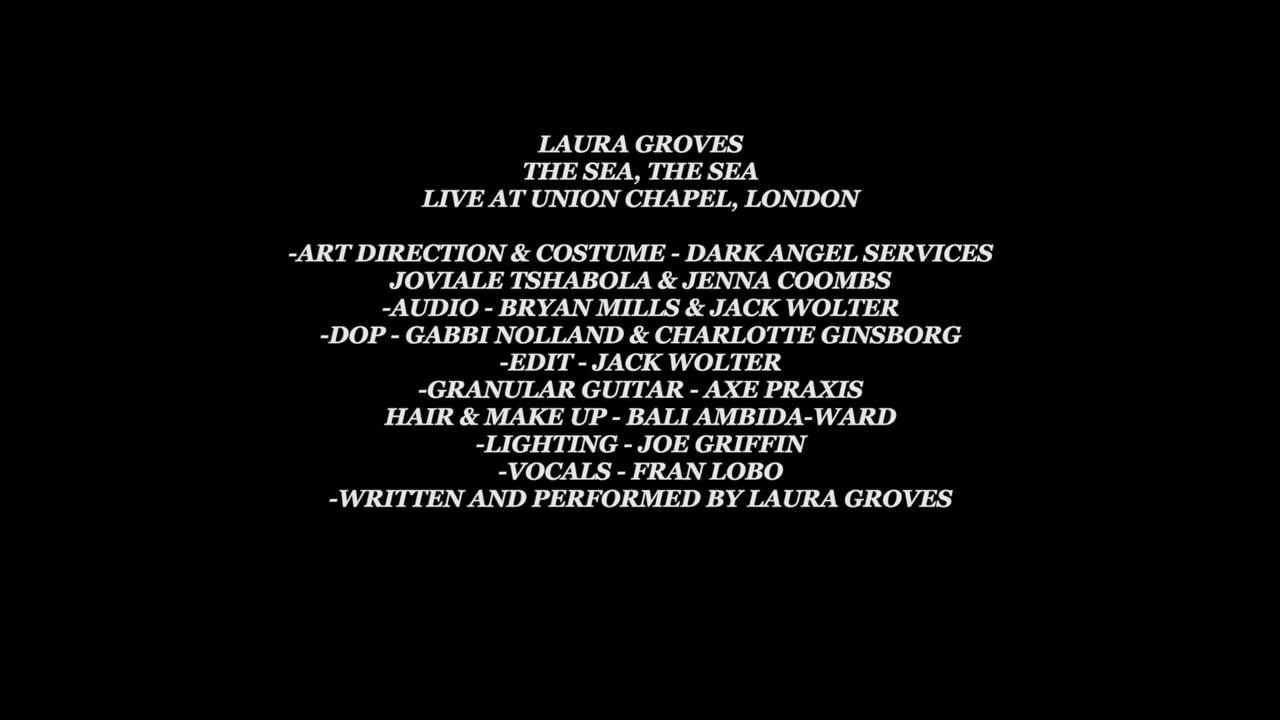 LAURA GROVES
THE SEA, THE SEA
LIVE AT UNION CHAPEL, LONDON
-ART DIRECTION & COSTUME - DARK ANGEL SERVICES
JOVIALE TSHABOLA & JENNA COOMBS
-AUDIO - BRYAN MILLS & JACK WOLTER
-DOP - GABBI NOLLAND & CHARLOTTE GINSBORG
-EDIT - JACK WOLTER
-GRANULAR GUITAR - AXE PRAXIS
HAIR & MAKE UP - BALI AMBIDA-WARD
-LIGHTING - JOE GRIFFIN
-VOCALS - FRAN LOBO
-WRITTEN AND PERFORMED BY LAURA GROVES